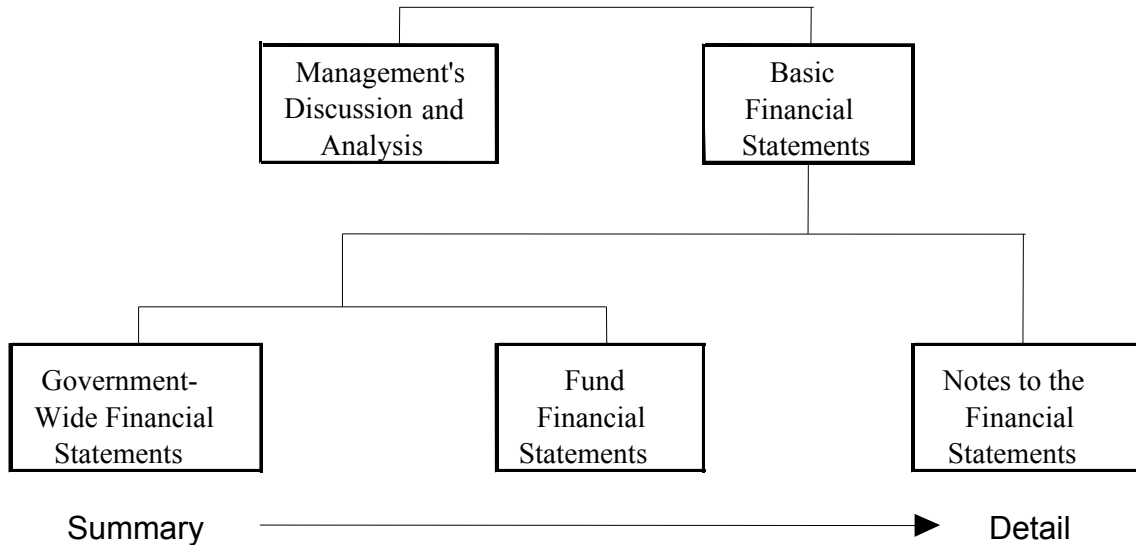 Management's
Discussion and
Analysis
Basic
Financial
Statements
Government-
Wide Financial
Statements
Fund
Financial
Statements
Notes to the
Financial
Statements
Summary
Detail